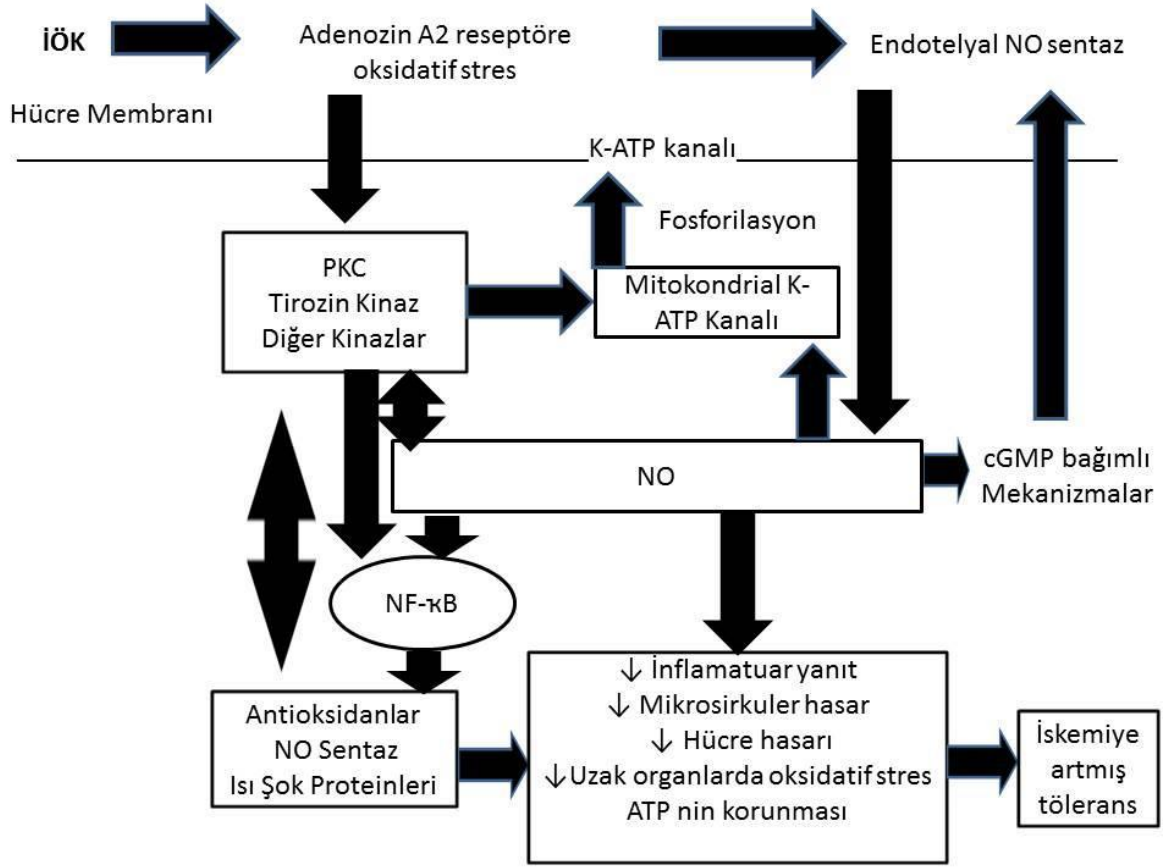 İÖK
Adenozin A2 reseptöre
oksidatif stres
Endotelyal NO sentaz
Hücre Membranı
K-ATP kanalı
Fosforilasyon
PKC
Tirozin Kinaz
Diğer Kinazlar
Mitokondrial K-
ATP Kanalı
NO
cGMP bağımlı
Mekanizmalar
NF-κB
Antioksidanlar
NO Sentaz
Isı Şok Proteinleri
↓ İnflamatuar yanıt
↓ Mikrosirkuler hasar
↓ Hücre hasarı
↓Uzak organlarda oksidatif stres
ATP nin korunması
İskemiye
artmış
tölerans